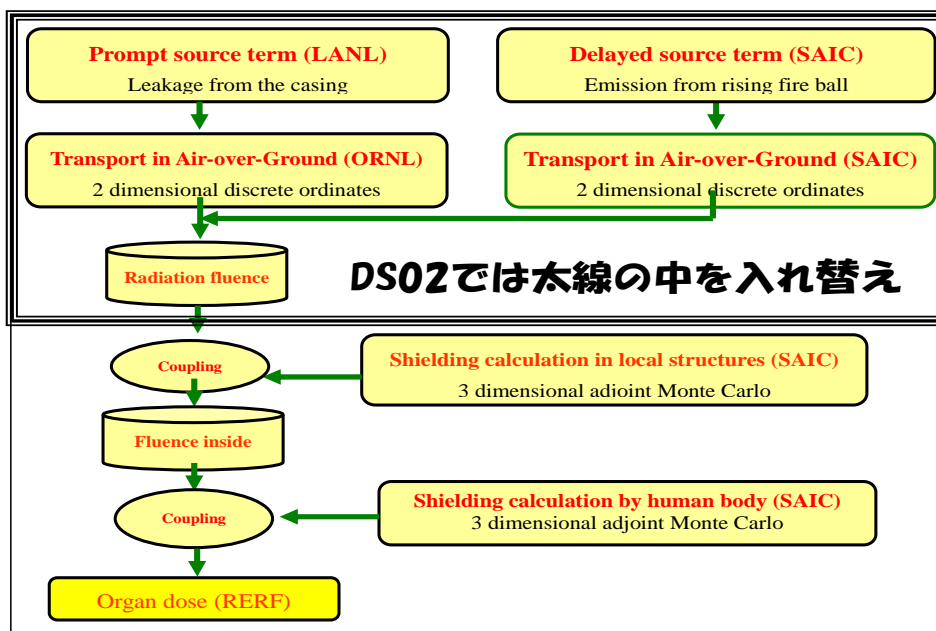 Prompt source term (LANL)
Leakage from the casing
Delayed source term (SAIC)
Emission from rising fire ball
Transport in Air-over-Ground (ORNL)
2 dimensional discrete ordinates
Transport in Air-over-Ground (SAIC)
2 dimensional discrete ordinates
Radiation fluence
DS02では太線の中を入れ替え
Coupling
Shielding calculation in local structures (SAIC)
3 dimensional adjoint Monte Carlo
Fluence inside
Coupling
Shielding calculation by human body (SAIC)
3 dimensional adjoint Monte Carlo
Organ dose (RERF)